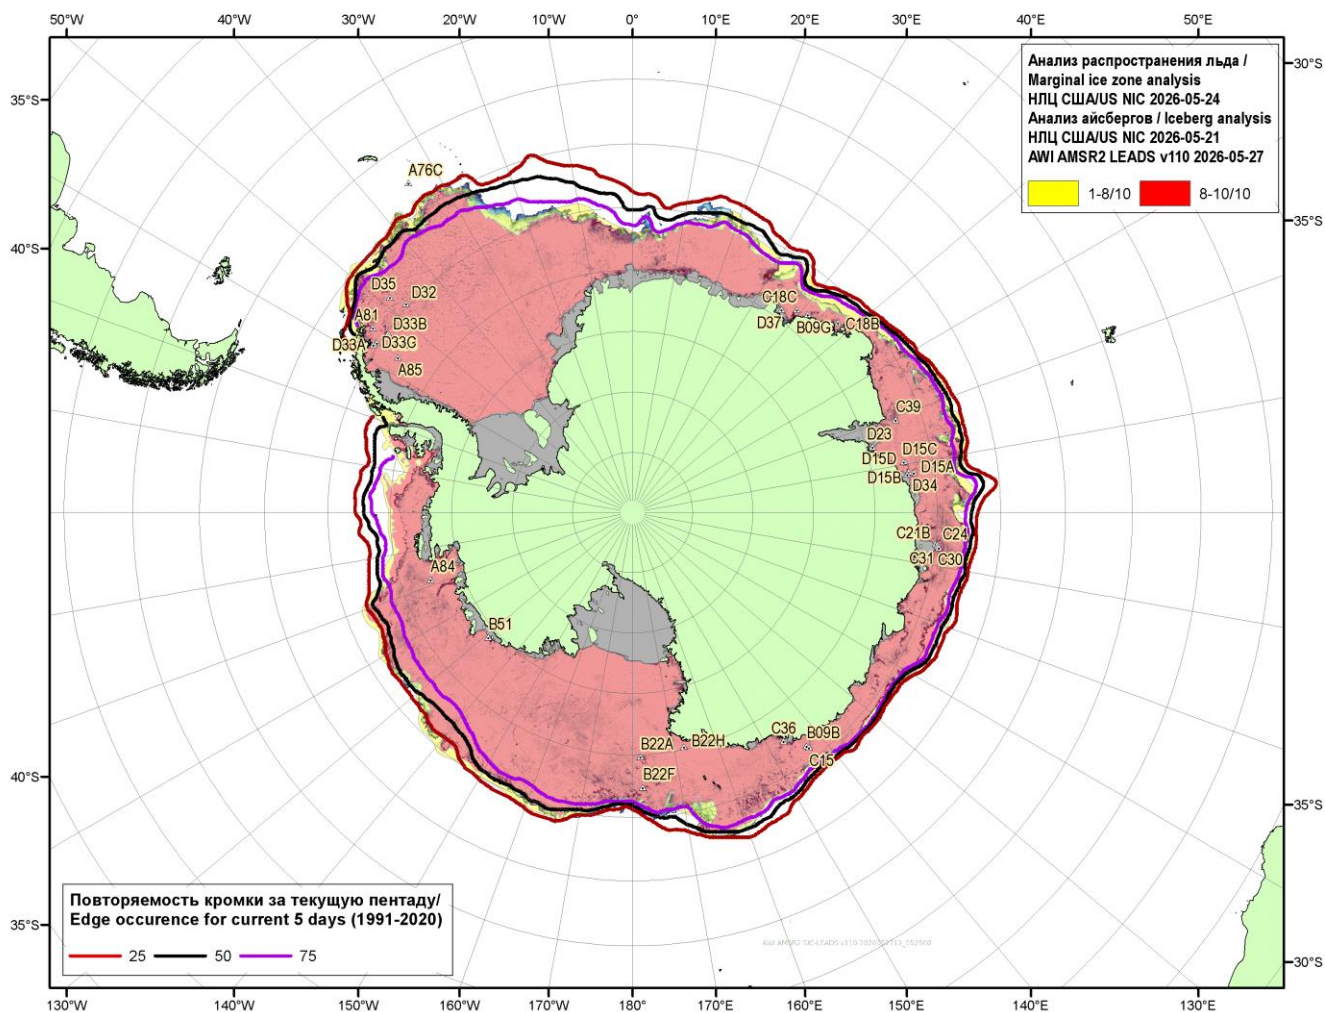 50°W 40°W 30°W 20°W 10°W 0° 10°E 20°E 30°E 40°E 50°E
30°S
Анализ распространения льда /
Marginal ice zone analysis
НЛЦ США/US NIC 2026-05-24
Анализ айсбергов / Iceberg analysis
НЛЦ США/US NIC 2026-05-21
AWI AMSR2 LEADS v110 2026-05-27
1-8/10 8-10/10
35°S
A76C
35°S
40°S
40°S
D35
D32
C18C
A81
D33B
D37
B09G
C18B
D33A
D33G
A85
C39
D23
D15C
D15D
D15A
D15B
D34
C21B
C24
C31
C30
A84
B51
C36
B09B
B22A
B22H
C15
B22F
40°S
35°S
Повторяемость кромки за текущую пентаду/
Edge occurence for current 5 days (1991-2020)
25 50 75
35°S
30°S
130°W 140°W 150°W 160°W 170°W 180° 170°E 160°E 150°E 140°E 130°E